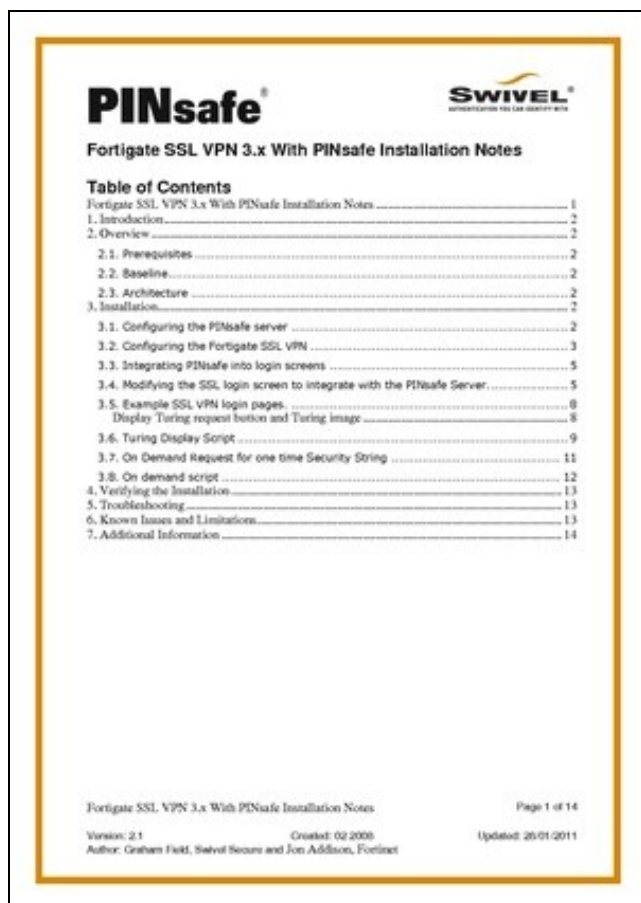 PINsafe®
SWIVEL®
AUTHENTICATION YOU CAN IDENTIFY WITH
Fortigate SSL VPN 3.x With PINsafe Installation Notes
Table of Contents
Fortigate SSL VPN 3.x With PINsafe Installation Notes 1
1. Introduction 2
2. Overview 2
2.1. Prerequisites 2
2.2. Baseline 2
2.3. Architecture 2
3. Installation 2
3.1. Configuring the PINsafe server 2
3.2. Configuring the Fortigate SSL VPN 3
3.3. Integrating PINsafe into login screens 5
3.4. Modifying the SSL login screen to integrate with the PINsafe Server 5
3.5. Example SSL VPN login pages. 8
Display Turing request button and Turing image 8
3.6. Turing Display Script 9
3.7. On Demand Request for one time Security String 11
3.8. On demand script 12
4. Verifying the Installation 13
5. Troubleshooting 13
6. Known Issues and Limitations 13
7. Additional Information 14
Fortigate SSL VPN 3.x With PINsafe Installation Notes Page 1 of 14
Version: 2.1 Created: 02 2008 Updated: 26/01/2011
Author: Graham Field, Swivel Secure and Jon Addison, Fortinet